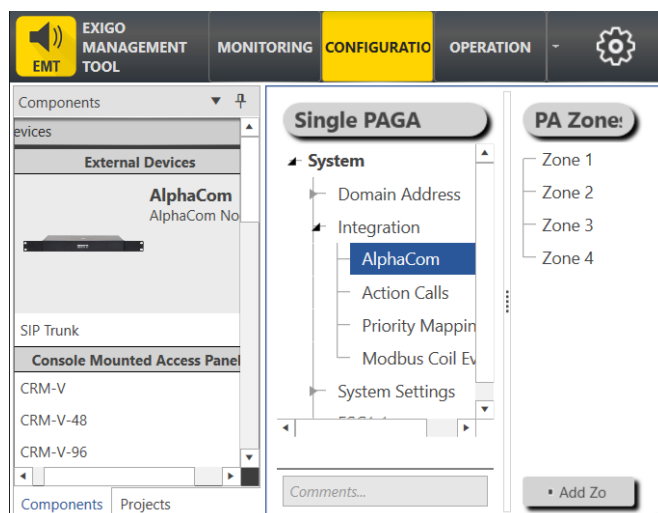 EXIGO
MANAGEMENT
TOOL
EMT
MONITORING
CONFIGURATIO
OPERATION
Components
evices
External Devices
AlphaCom
AlphaCom No
SIP Trunk
Console Mounted Access Panel
CRM-V
CRM-V-48
CRM-V-96
Components Projects
Single PAGA
System
Domain Address
Integration
AlphaCom
Action Calls
Priority Mappin
Modbus Coil Ev
System Settings
Comments...
PA Zone
Zone 1
Zone 2
Zone 3
Zone 4
Add Zo